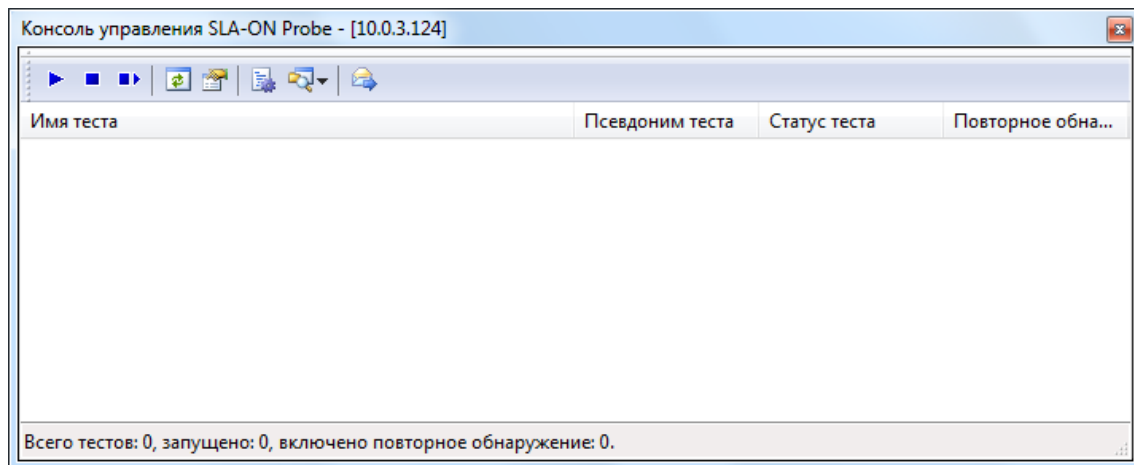 Консоль управления SLA-ON Probe - [10.0.3.124]
Имя теста Псевдоним теста Статус теста Повторное обна...
Всего тестов: 0, запущено: 0, включено повторное обнаружение: 0.